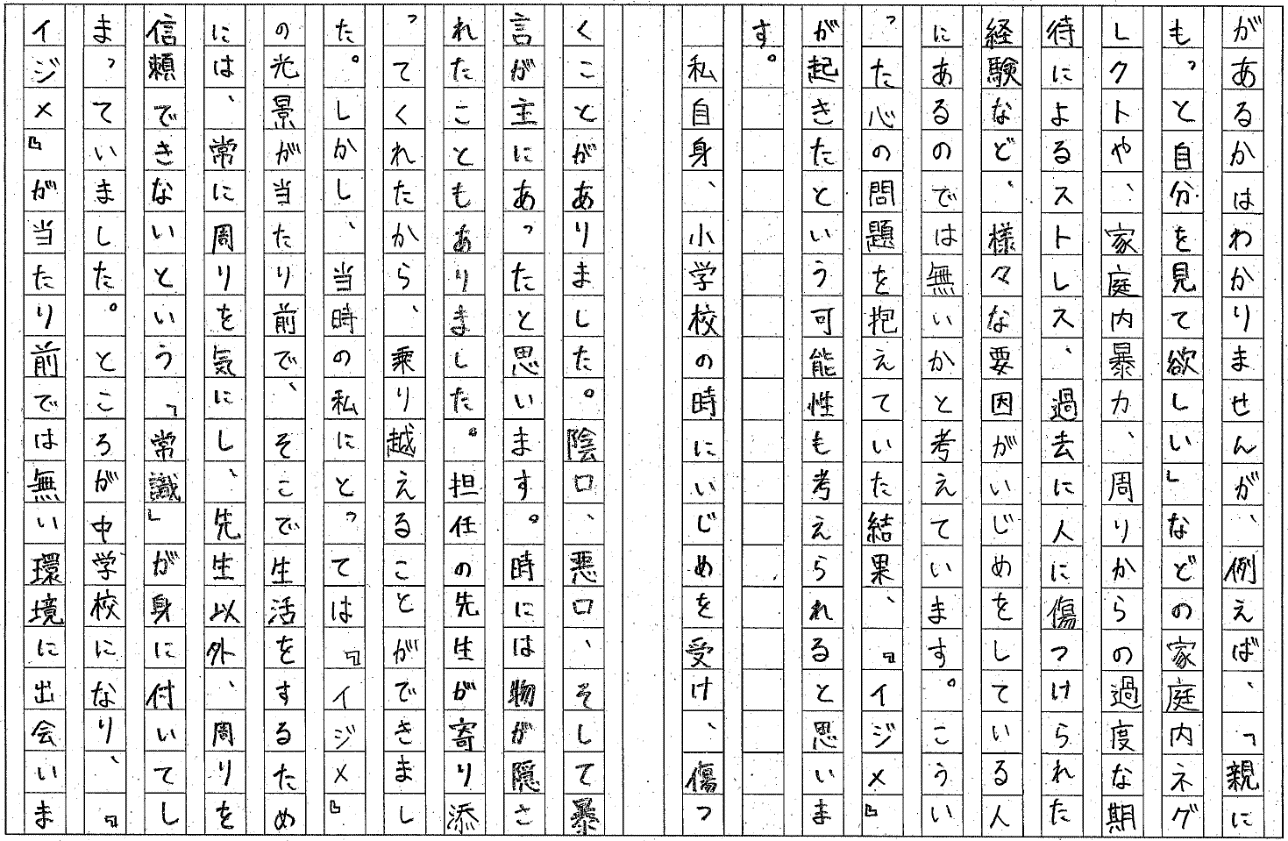 があるかはわかりませんが、例えば、「親に
も、っと自分を見て欲しい」などの家庭内ネグ
レクトや、家庭内暴力、周りからの過度な期
待によるストレス、過去に人に傷つけられた
経験など、様々な要因がいじめをしている人
にあるのでは無いかと考えています。こうい
った心の問題を抱えていた結果、『イジメ』
が起きたという可能性も考えられると思いま
す。
私自身、小学校の時にいじめを受け、傷つ
くことがありました。陰口、悪口、そして暴
言が主にあったと思います。時には物が隠さ
れたこともありました。担任の先生が寄り添
ってくれたから、乗り越えることができまし
た。しかし、当時の私にとっては『イジメ』
の光景が当たり前で、そこで生活をするため
には、常に周りを気にし、先生以外、周りを
信頼できないという「常識」が身に付いてし
まっていました。ところが中学校になり、『
イジメ』が当たり前では無い環境に出会いま